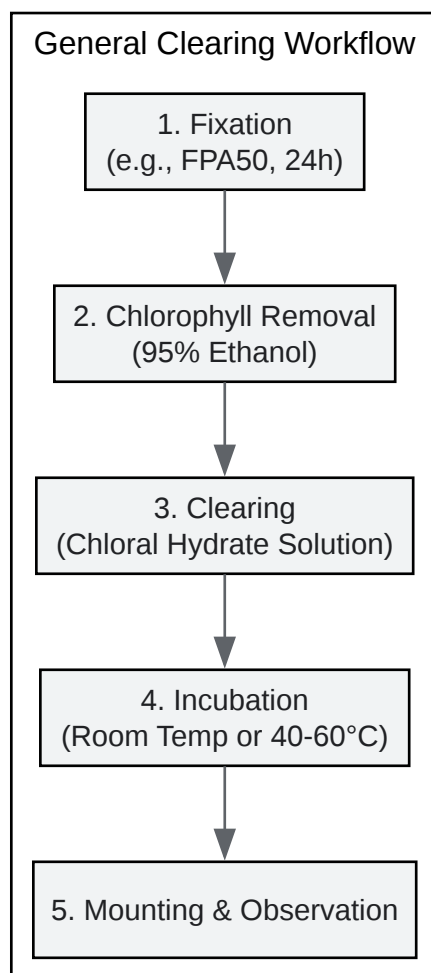 General Clearing Workflow
1. Fixation
(e.g., FPA50, 24h)
2. Chlorophyll Removal
(95% Ethanol)
3. Clearing
(Chloral Hydrate Solution)
4. Incubation
(Room Temp or 40-60°C)
5. Mounting & Observation